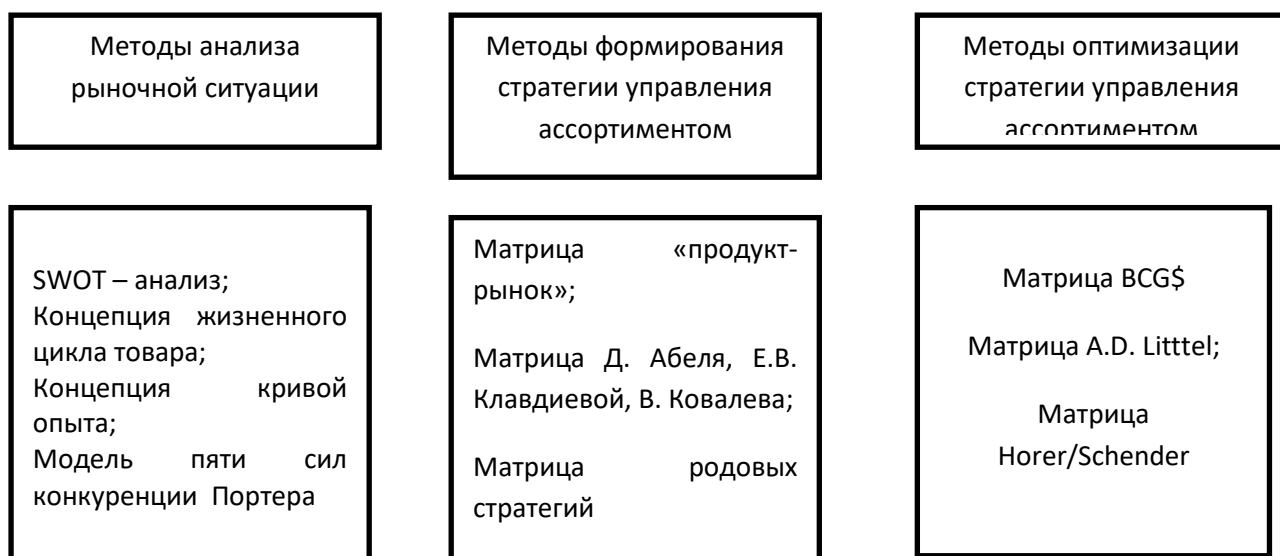 Методы анализа
рыночной ситуации
Методы формирования
стратегии управления
ассортиментом
Методы оптимизации
стратегии управления
ассортиментом
SWOT – анализ;
Концепция жизненного
цикла товара;
Концепция кривой
опыта;
Модель пяти сил
конкуренции Портера
Матрица «продукт-
рынок»;
Матрица Д. Абеля, Е.В.
Клавдиевой, В. Ковалева;
Матрица родовых
стратегий
Матрица BCG$
Матрица A.D. Litttel;
Матрица
Horer/Schender